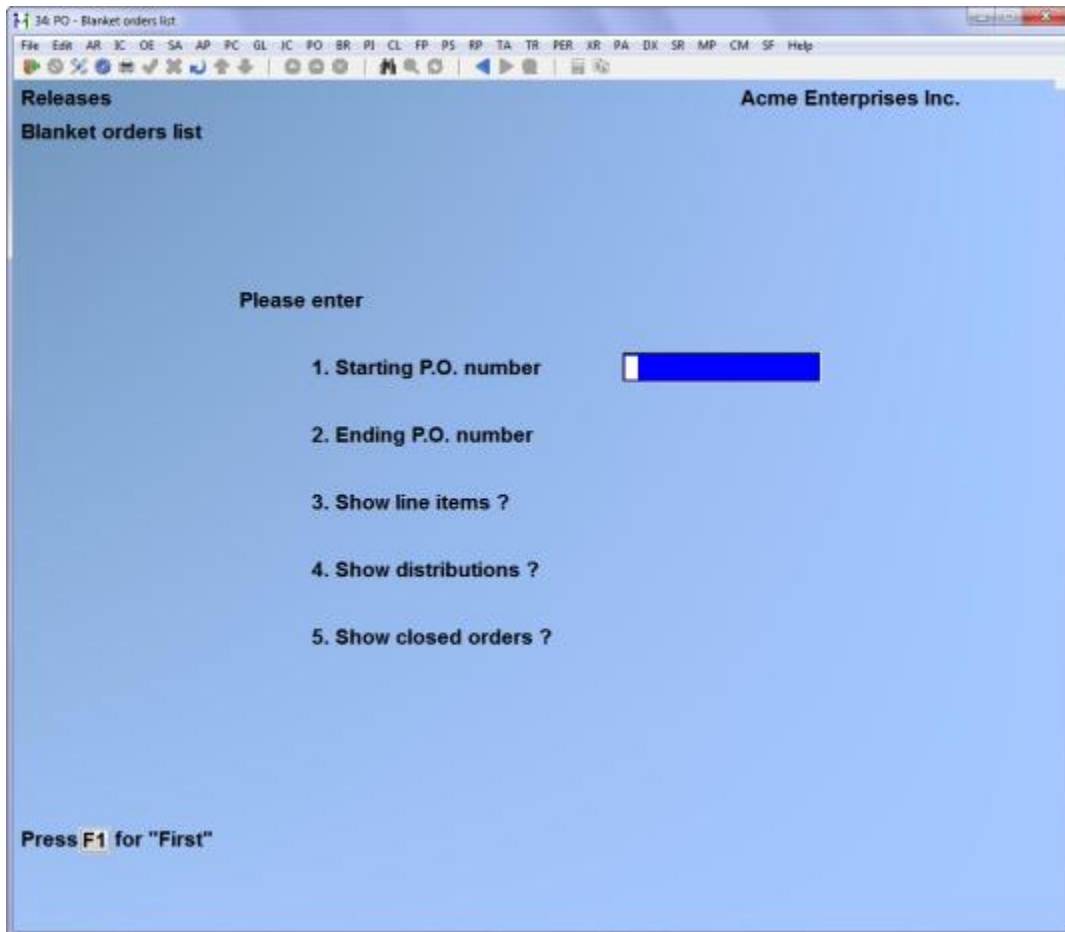 34: PO - Blanket orders list
File Edit AR IC OE SA AP PC GL JC PO BR PJ CL FP PS RP TA TR PER XR PA DX SR MP CM SF Help
Releases Acme Enterprises Inc.
Blanket orders list
Please enter
1. Starting P.O. number
2. Ending P.O. number
3. Show line items ?
4. Show distributions ?
5. Show closed orders ?
Press F1 for "First"